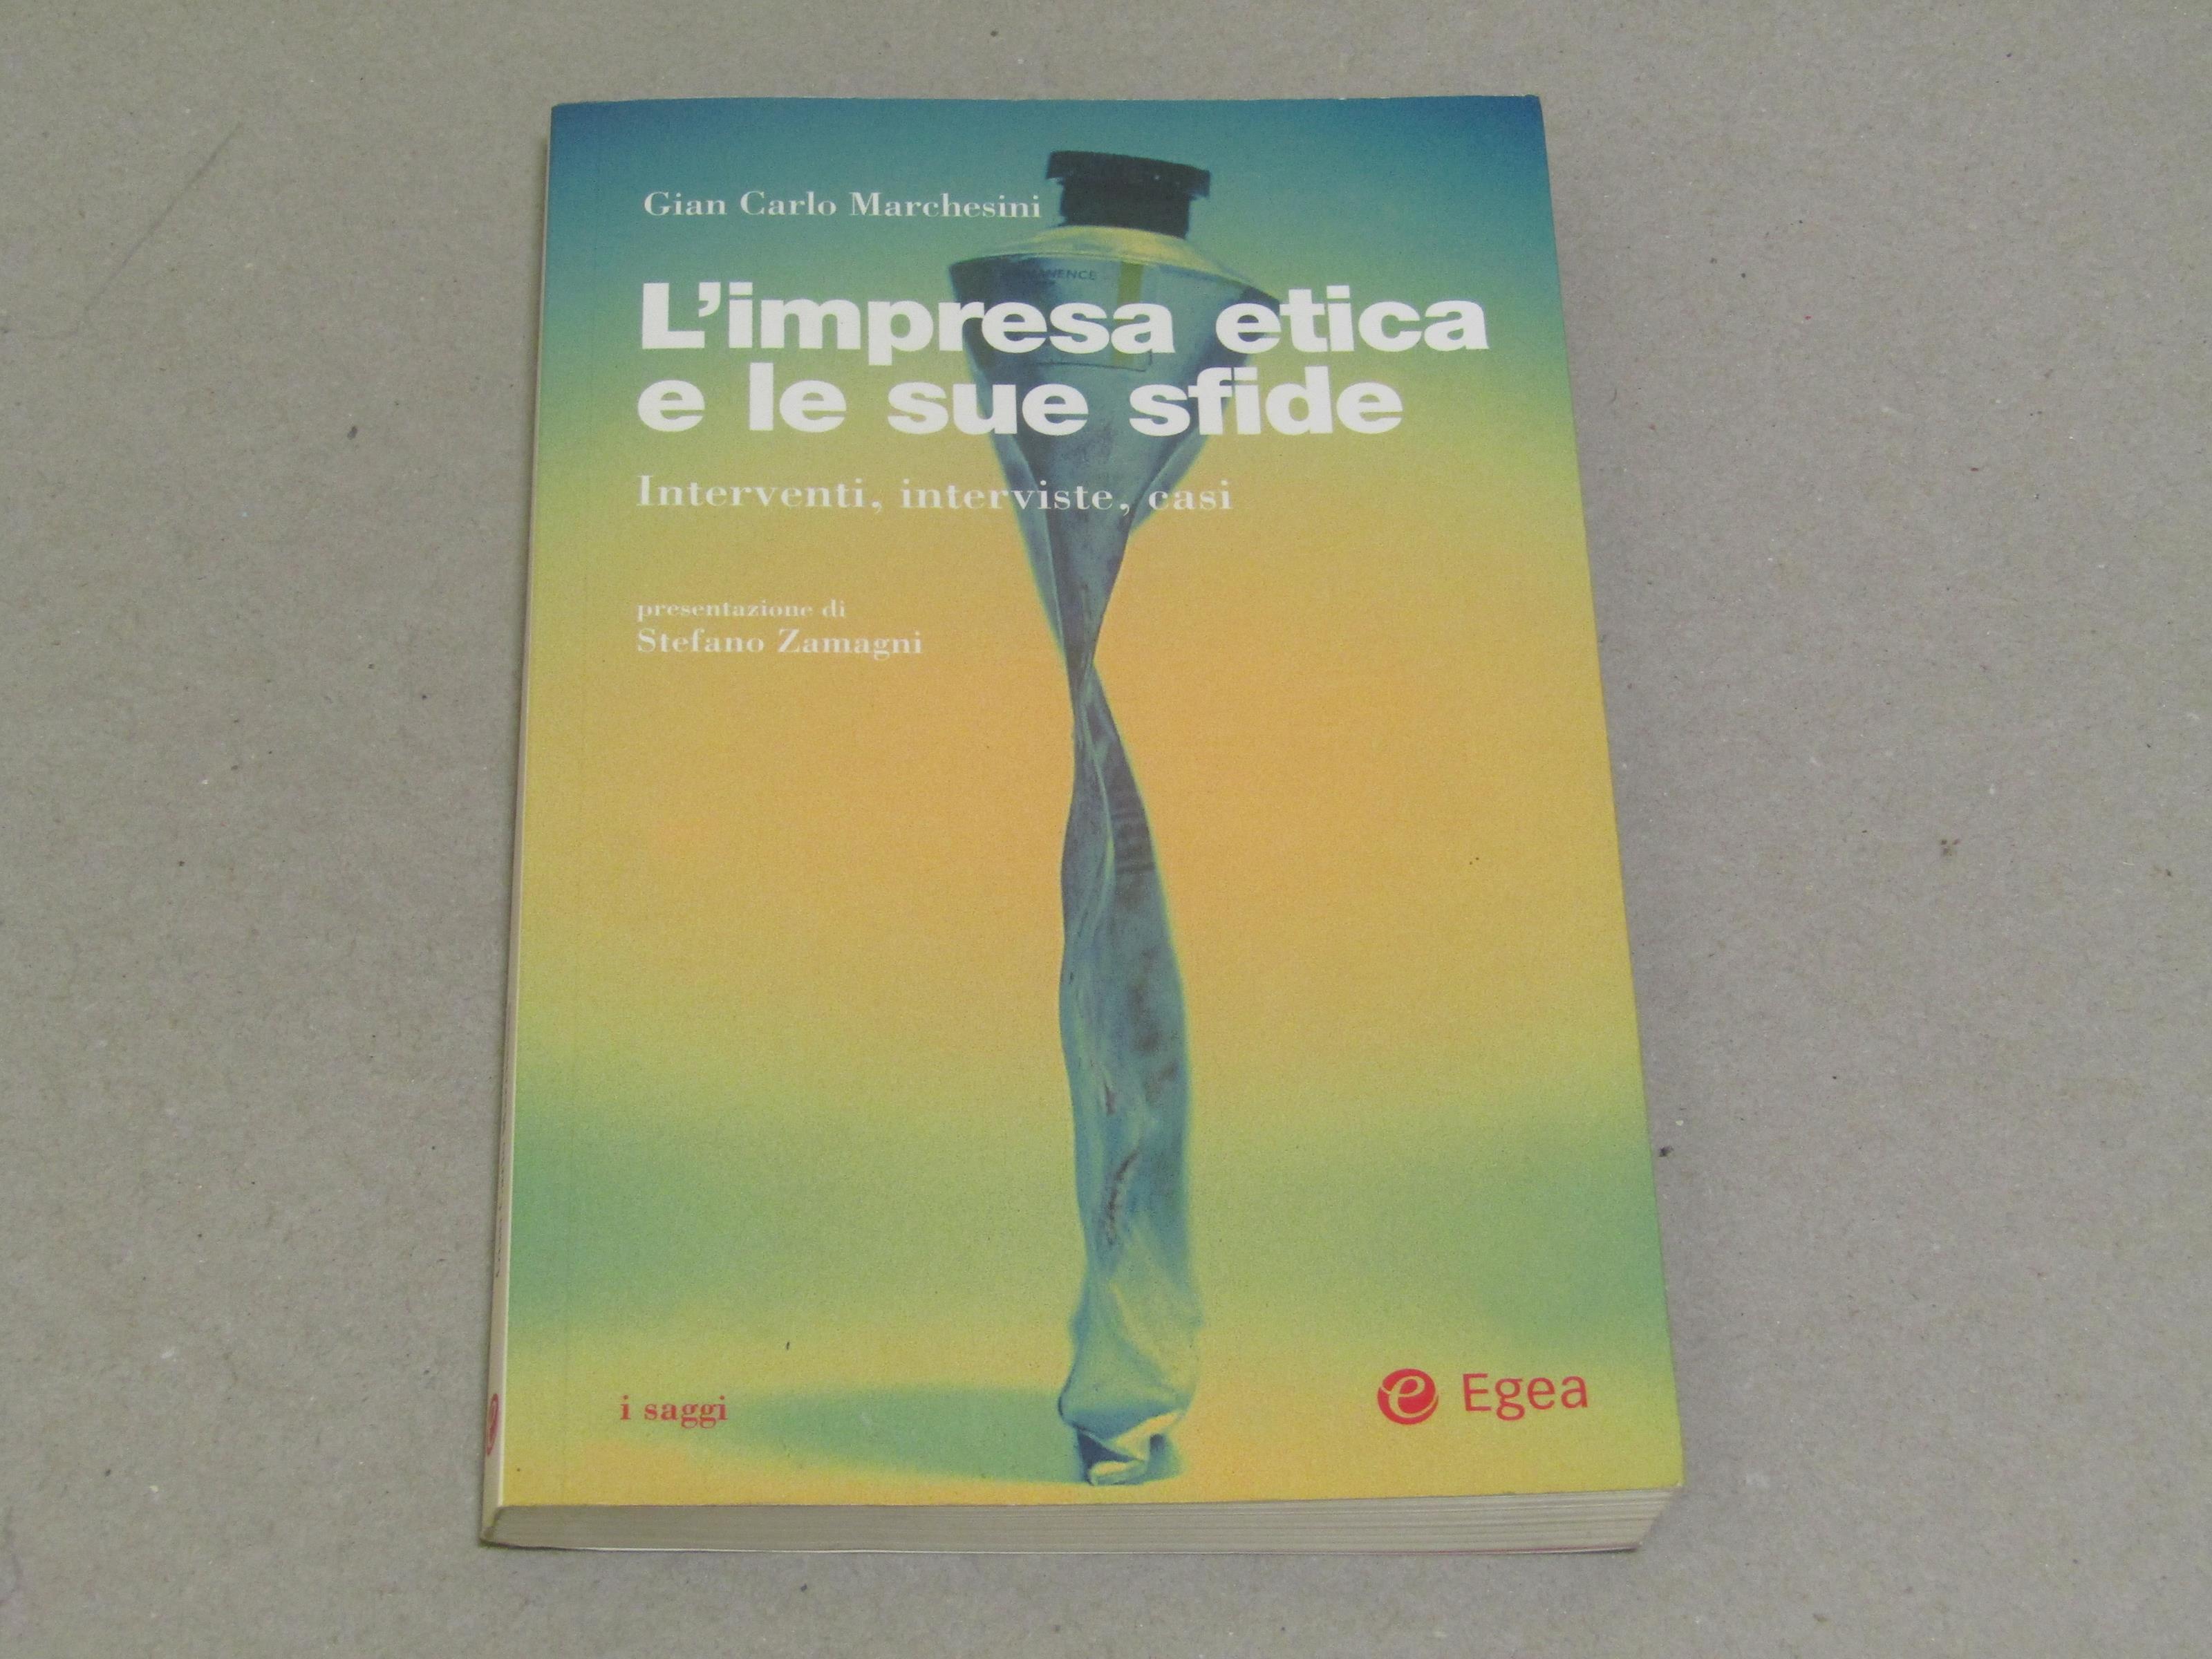 Gian Carlo Marchesini
L'impresa etica
e le sue sfide
Interventi, interviste, casi
presentazione di
Stefano Zamagni
i saggi
Egea